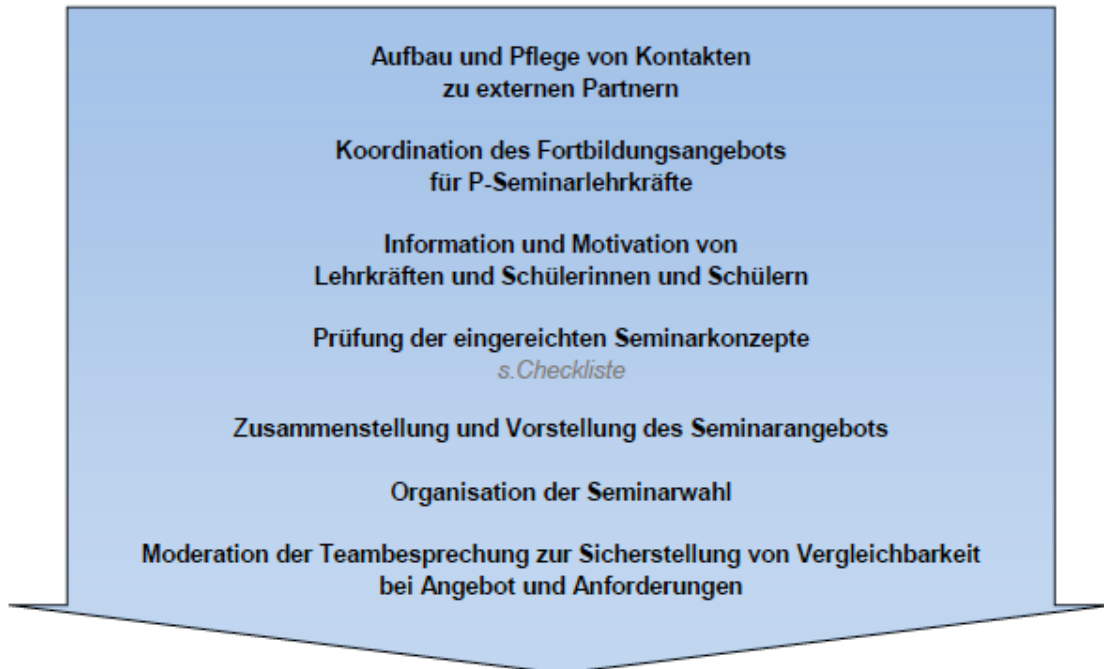 Aufbau und Pflege von Kontakten
zu externen Partnern
Koordination des Fortbildungsangebots
für P-Seminarlehrkräfte
Information und Motivation von
Lehrkräften und Schülerinnen und Schülern
Prüfung der eingereichten Seminarkonzepte
s.Checkliste
Zusammenstellung und Vorstellung des Seminarangebots
Organisation der Seminarwahl
Moderation der Teambesprechung zur Sicherstellung von Vergleichbarkeit
bei Angebot und Anforderungen